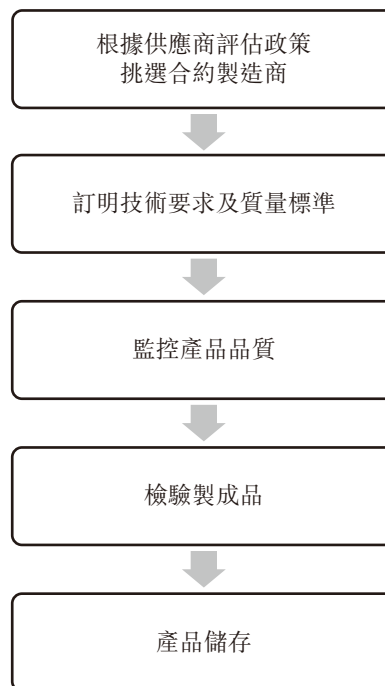 根據供應商評估政策
挑選合約製造商
訂明技術要求及質量標準
監控產品品質
檢驗製成品
產品儲存